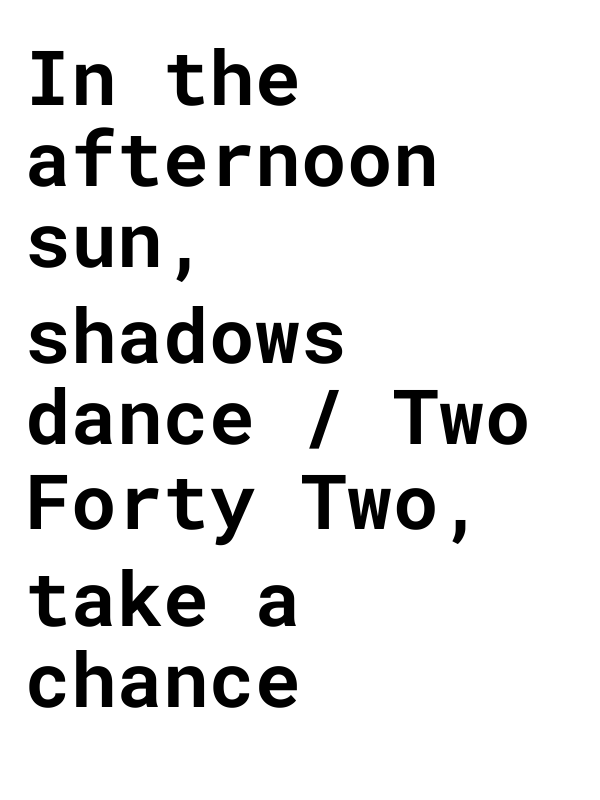 In the
afternoon
sun,
shadows
dance / Two
Forty Two,
take a
chance